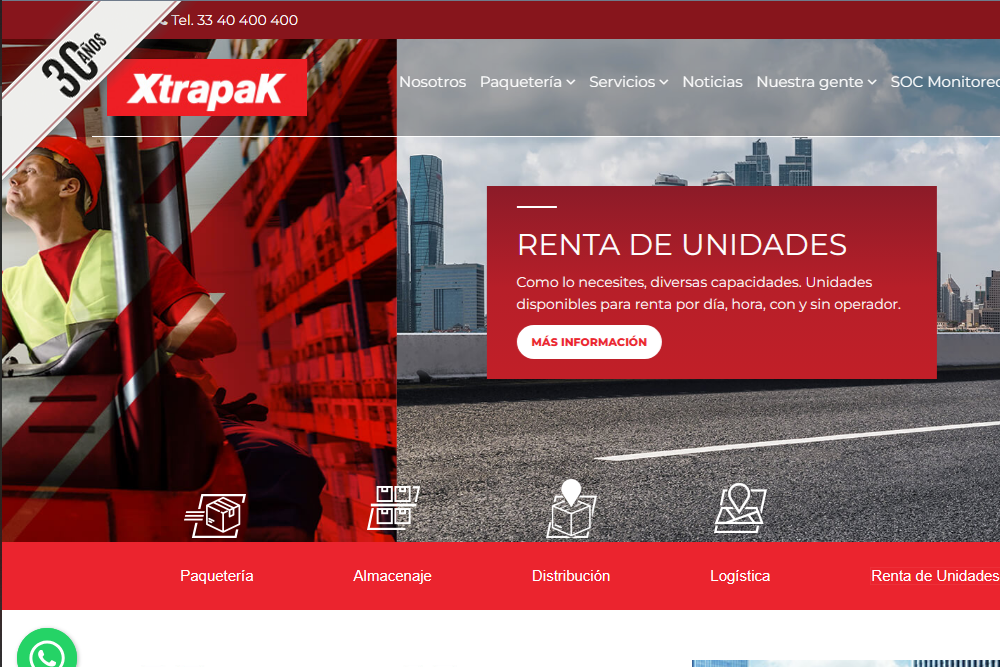 Tel. 33 40 400 400
30 AÑOS
XtrapaK
Nosotros Paquetería Servicios Noticias Nuestra gente SOC Monitoreo
RENTA DE UNIDADES
Como lo necesites, diversas capacidades. Unidades
disponibles para renta por día, hora, con y sin operador.
MÁS INFORMACIÓN
Paquetería Almacenaje Distribución Logística Renta de Unidades